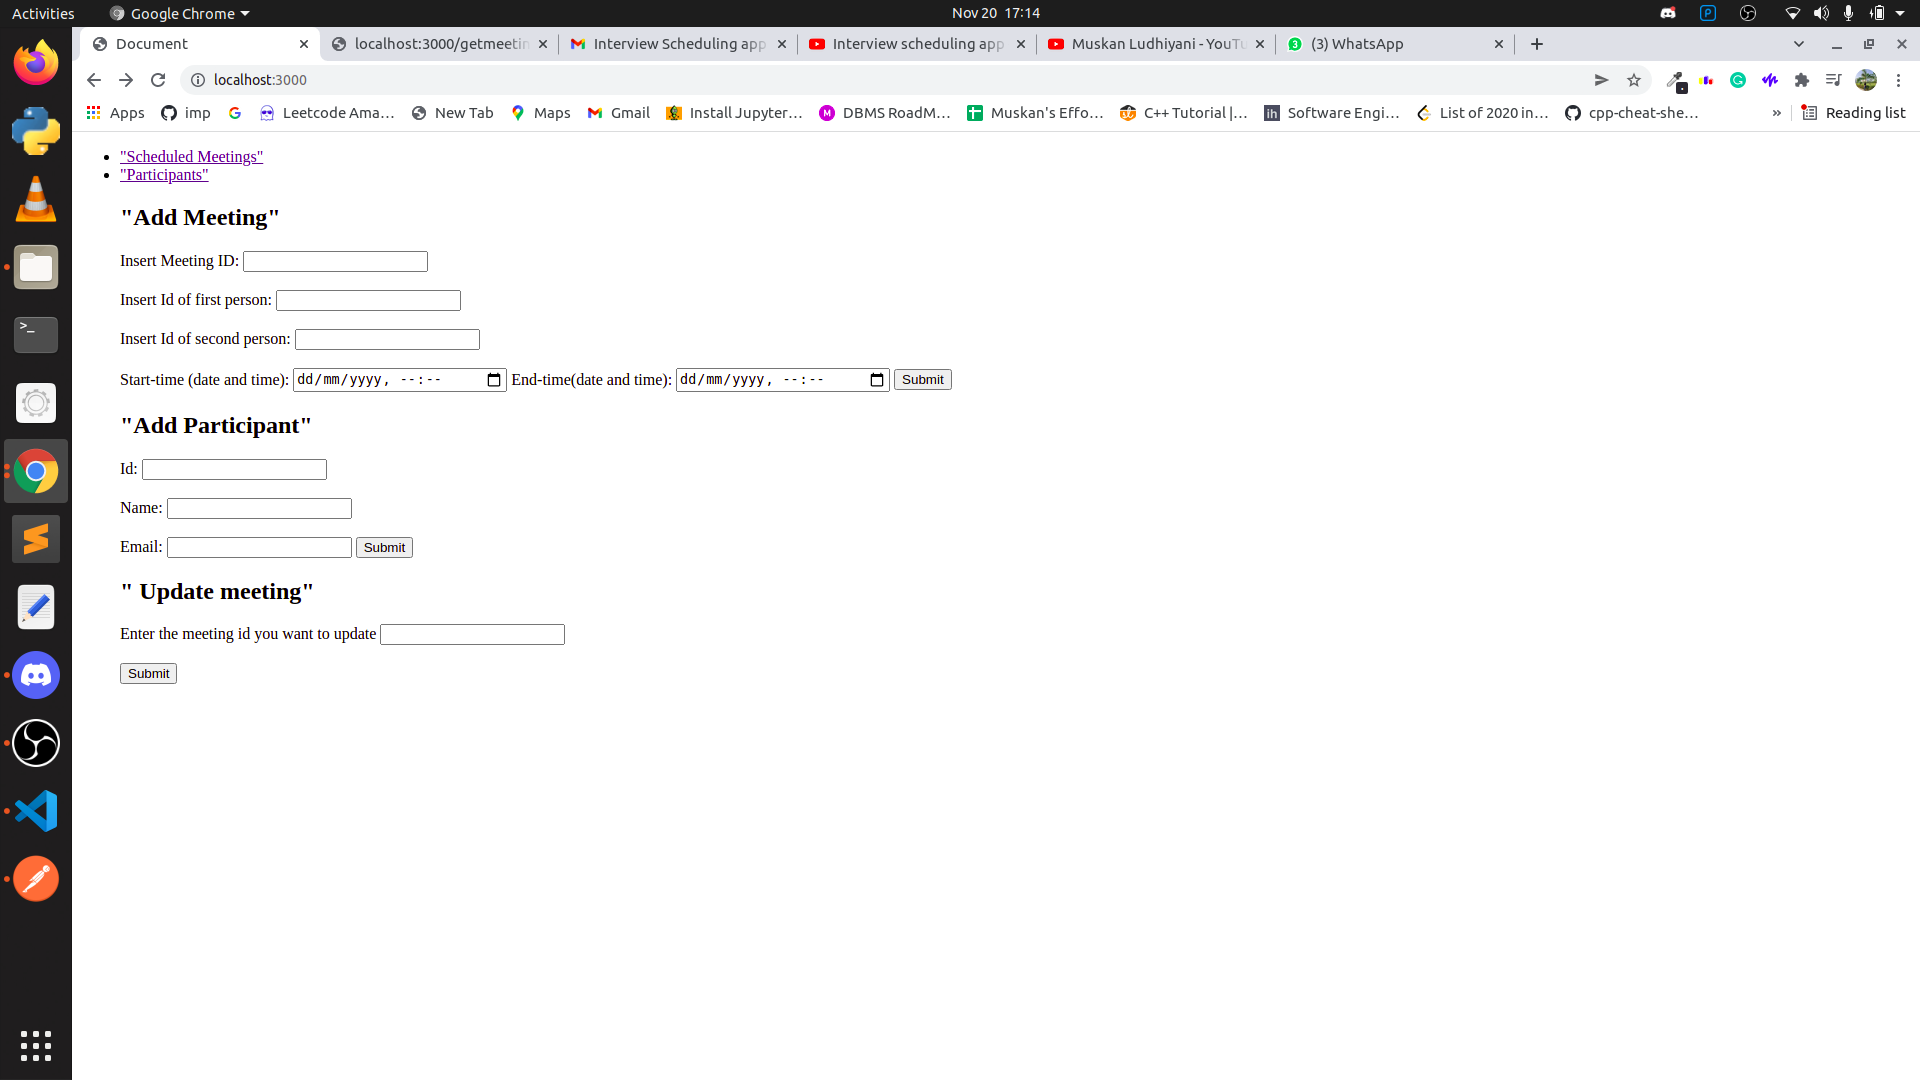 Activities Google Chrome Nov 20 17:14
Document localhost:3000/getmeetin Interview Scheduling app Interview scheduling app Muskan Ludhiyani - YouTu (3) WhatsApp
localhost:3000
Apps imp Leetcode Ama... New Tab Maps Gmail Install Jupyter... DBMS RoadM... Muskan's Effo... C++ Tutorial |... Software Engi... List of 2020 in... cpp-cheat-she... » Reading list
"Scheduled Meetings"
"Participants"
"Add Meeting"
Insert Meeting ID:
Insert Id of first person:
Insert Id of second person:
Start-time (date and time): dd/mm/yyyy, --:-- End-time(date and time): dd/mm/yyyy, --:-- Submit
"Add Participant"
Id:
Name:
Email: Submit
" Update meeting"
Enter the meeting id you want to update
Submit